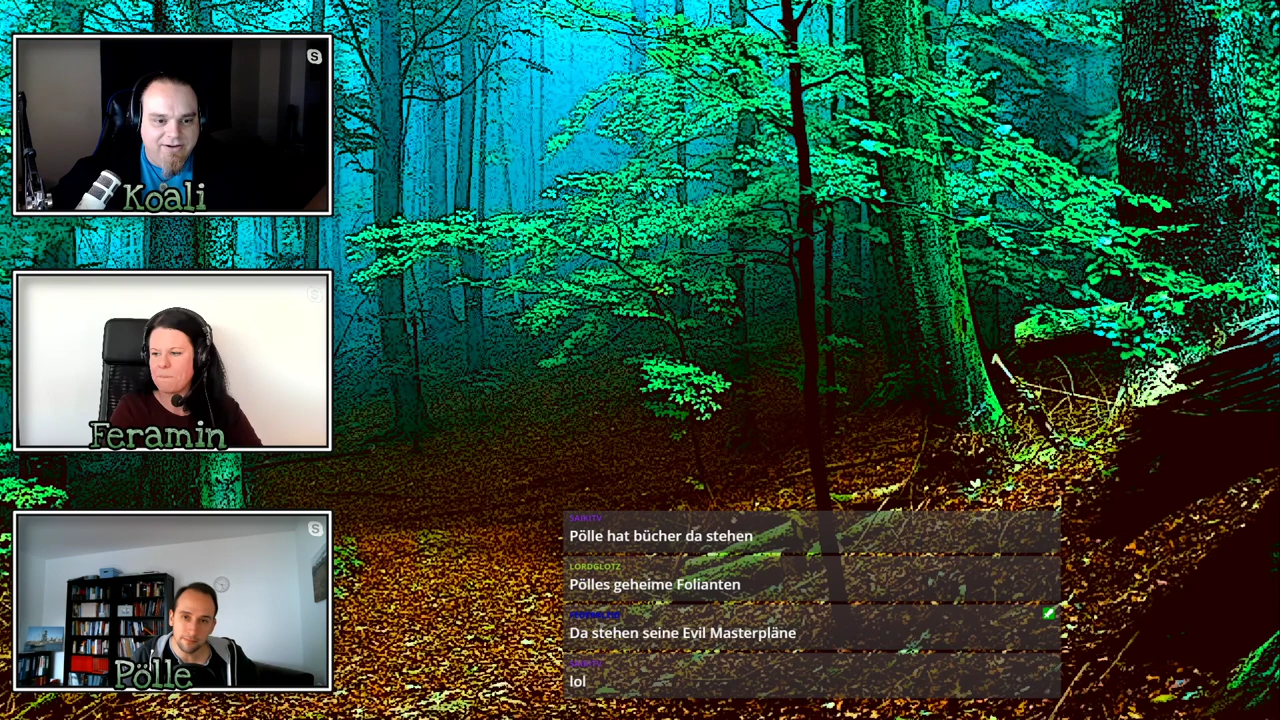 Koali
Feramin
Pölle
SAIKITV
Pölle hat bücher da stehen
LORDGLOTZ
Pölles geheime Folianten
Da stehen seine Evil Masterpläne
SAIKITV
lol